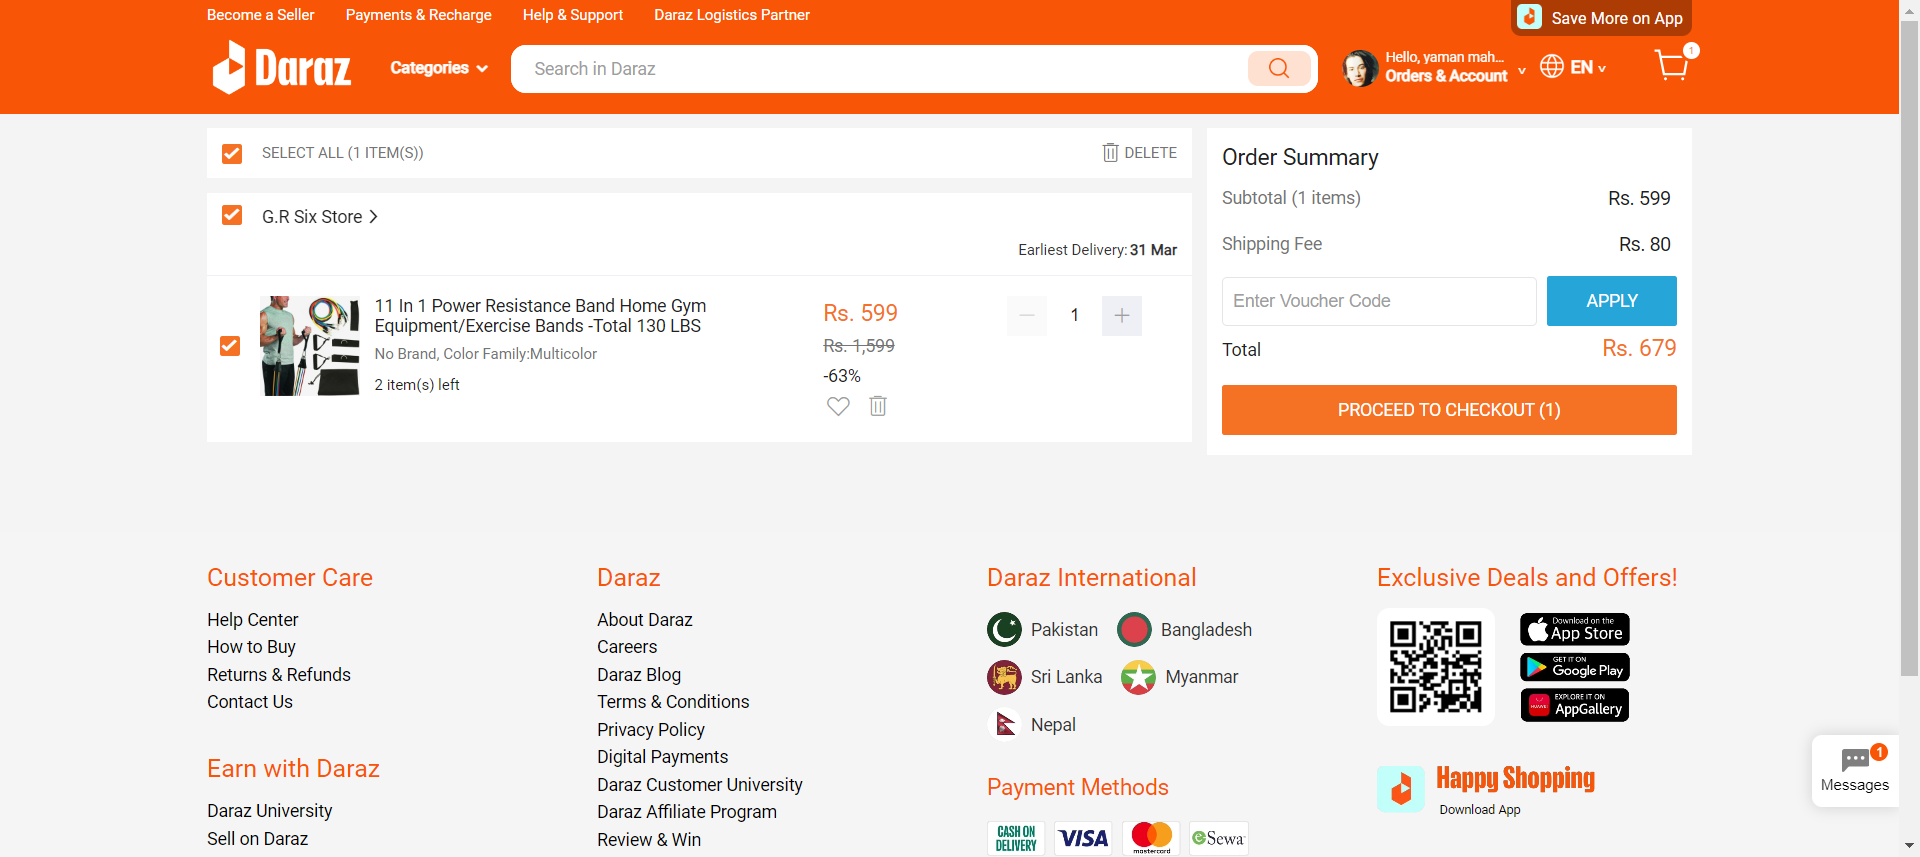 Become a Seller
Payments & Recharge
Help & Support
Daraz Logistics Partner
Save More on App
Daraz
Categories
Search in Daraz
Hello, yaman mah...
Orders & Account
EN
1
SELECT ALL (1 ITEM(S))
DELETE
G.R Six Store
Earliest Delivery: 31 Mar
11 In 1 Power Resistance Band Home Gym
Equipment/Exercise Bands -Total 130 LBS
No Brand, Color Family:Multicolor
2 item(s) left
Rs. 599
Rs. 1,599
-63%
1
Order Summary
Subtotal (1 items)
Rs. 599
Shipping Fee
Rs. 80
Enter Voucher Code
APPLY
Total
Rs. 679
PROCEED TO CHECKOUT (1)
Customer Care
Help Center
How to Buy
Returns & Refunds
Contact Us
Earn with Daraz
Daraz University
Sell on Daraz
Daraz
About Daraz
Careers
Daraz Blog
Terms & Conditions
Privacy Policy
Digital Payments
Daraz Customer University
Daraz Affiliate Program
Review & Win
Daraz International
Pakistan
Bangladesh
Sri Lanka
Myanmar
Nepal
Payment Methods
CASH ON
DELIVERY
VISA
mastercard
eSewa
Exclusive Deals and Offers!
Download on the
App Store
GET IT ON
Google Play
HUAWEI
EXPLORE IT ON
AppGallery
Happy Shopping
Download App
1
Messages